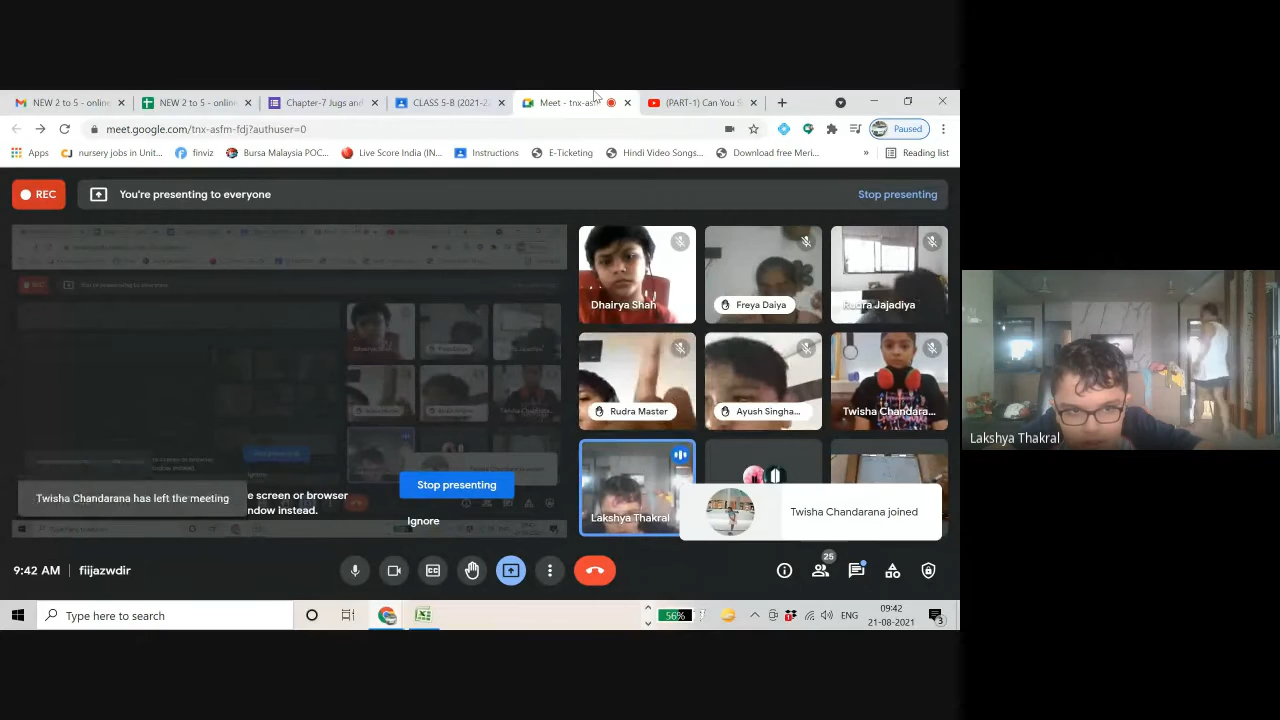 NEW 2 to 5 - online
NEW 2 to 5 - online
Chapter-7 Jugs and
CLASS 5-B (2021-2
Meet - tnx-as
(PART-1) Can You S
meet.google.com/tnx-asfm-fdj?authuser=0
Paused
Apps
nursery jobs in Unit...
finviz
Bursa Malaysia POC...
Live Score India (IN...
Instructions
E-Ticketing
Hindi Video Songs...
Download free Meri...
»
Reading list
REC
You're presenting to everyone
Stop presenting
Dhairya Shah
Freya Daiya
Rudra Jajadiya
Rudra Master
Ayush Singha...
Twisha Chandara...
Lakshya Thakral
Lakshya Thakral
Twisha Chandarana has left the meeting
e screen or browser
ndow instead.
Stop presenting
Ignore
Twisha Chandarana joined
9:42 AM
fiijazwdir
25
Type here to search
56%
ENG
09:42
21-08-2021
3